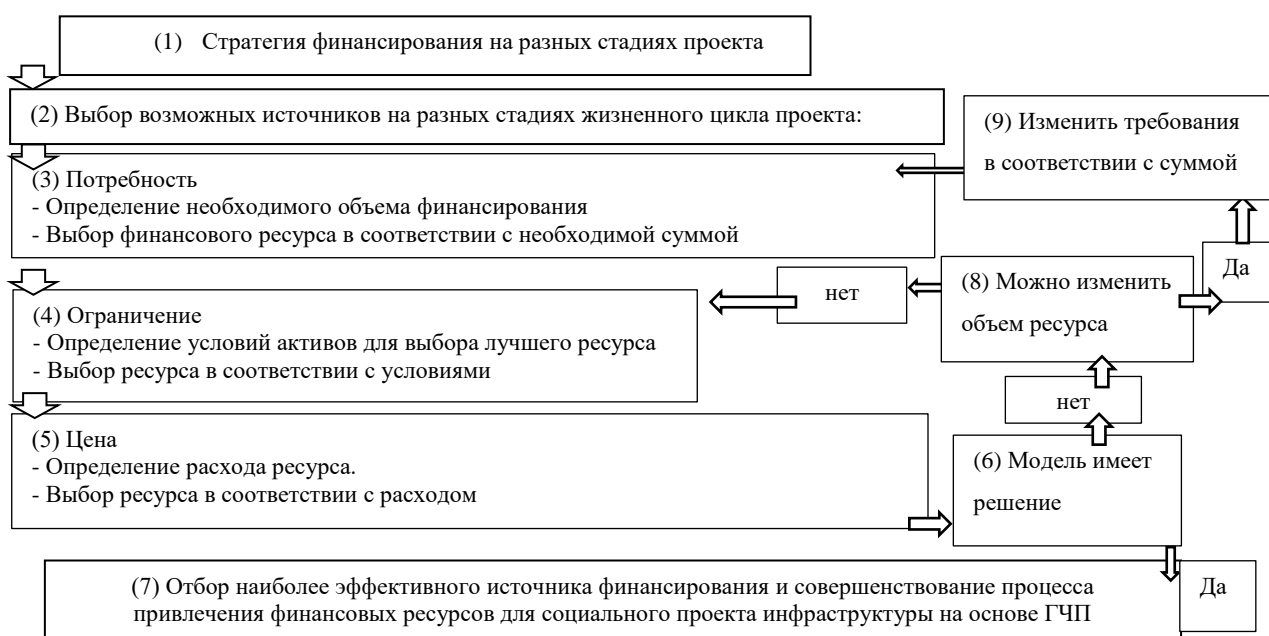 (1) Стратегия финансирования на разных стадиях проекта
(2) Выбор возможных источников на разных стадиях жизненного цикла проекта:
(9) Изменить требования
в соответствии с суммой
(3) Потребность
- Определение необходимого объема финансирования
- Выбор финансового ресурса в соответствии с необходимой суммой
Да
(8) Можно изменить
объем ресурса
нет
(4) Ограничение
- Определение условий активов для выбора лучшего ресурса
- Выбор ресурса в соответствии с условиями
нет
(5) Цена
- Определение расхода ресурса.
- Выбор ресурса в соответствии с расходом
(6) Модель имеет
решение
(7) Отбор наиболее эффективного источника финансирования и совершенствование процесса
привлечения финансовых ресурсов для социального проекта инфраструктуры на основе ГЧП
Да